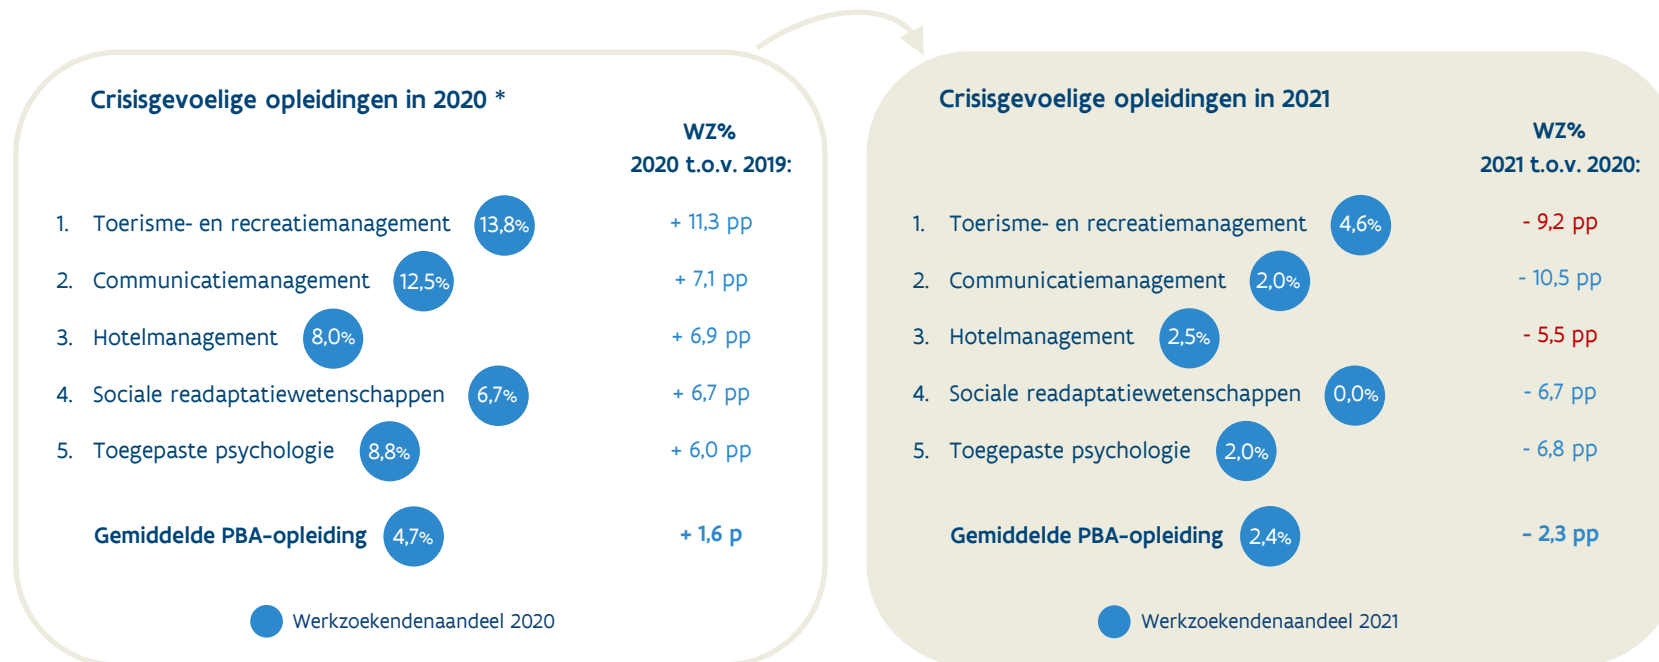 Crisisgevoelige opleidingen in 2020 *
WZ%
2020 t.o.v. 2019:
1. Toerisme- en recreatiemanagement 13,8% + 11,3 pp
2. Communicatiemanagement 12,5% + 7,1 pp
3. Hotelmanagement 8,0% + 6,9 pp
4. Sociale readaptatiewetenschappen 6,7% + 6,7 pp
5. Toegepaste psychologie 8,8% + 6,0 pp
Gemiddelde PBA-opleiding 4,7% + 1,6 p
Werkzoekendenaandeel 2020
Crisisgevoelige opleidingen in 2021
WZ%
2021 t.o.v. 2020:
1. Toerisme- en recreatiemanagement 4,6% - 9,2 pp
2. Communicatiemanagement 2,0% - 10,5 pp
3. Hotelmanagement 2,5% - 5,5 pp
4. Sociale readaptatiewetenschappen 0,0% - 6,7 pp
5. Toegepaste psychologie 2,0% - 6,8 pp
Gemiddelde PBA-opleiding 2,4% - 2,3 pp
Werkzoekendenaandeel 2021